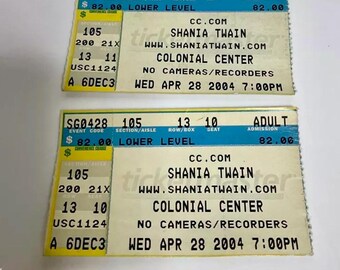 82.00 LOWER LEVEL 82.00
CC.COM
105 SHANIA TWAIN
200 21X WWW.SHANIATWAIN.COM
13 11 COLONIAL CENTER
USC1124 NO CAMERAS/RECORDERS
A 6DEC3 WED APR 28 2004 7:00PM
SG0428 105 13 10 ADULT
EVENT CODE SECTION/AISLE ROW/BOX SEAT ADMISSION
82.00 LOWER LEVEL 82.00
CC.COM
105 SHANIA TWAIN
200 21X WWW.SHANIATWAIN.COM
13 10 COLONIAL CENTER
USC1124 NO CAMERAS/RECORDERS
A 6DEC3 WED APR 28 2004 7:00PM